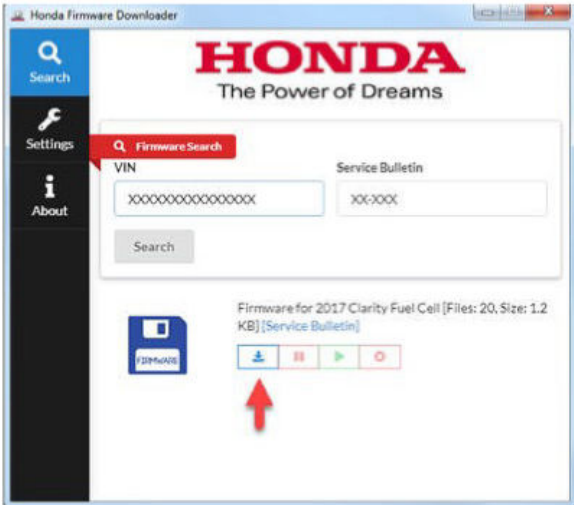 Honda Firmware Downloader
Search
HONDA
The Power of Dreams
Settings
Firmware Search
VIN
Service Bulletin
XXXXXXXXXXXXXXXX
XX-XXX
About
Search
Firmware for 2017 Clarity Fuel Cell [Files: 20, Size: 1.2
KB] [Service Bulletin]
FIRMWARE